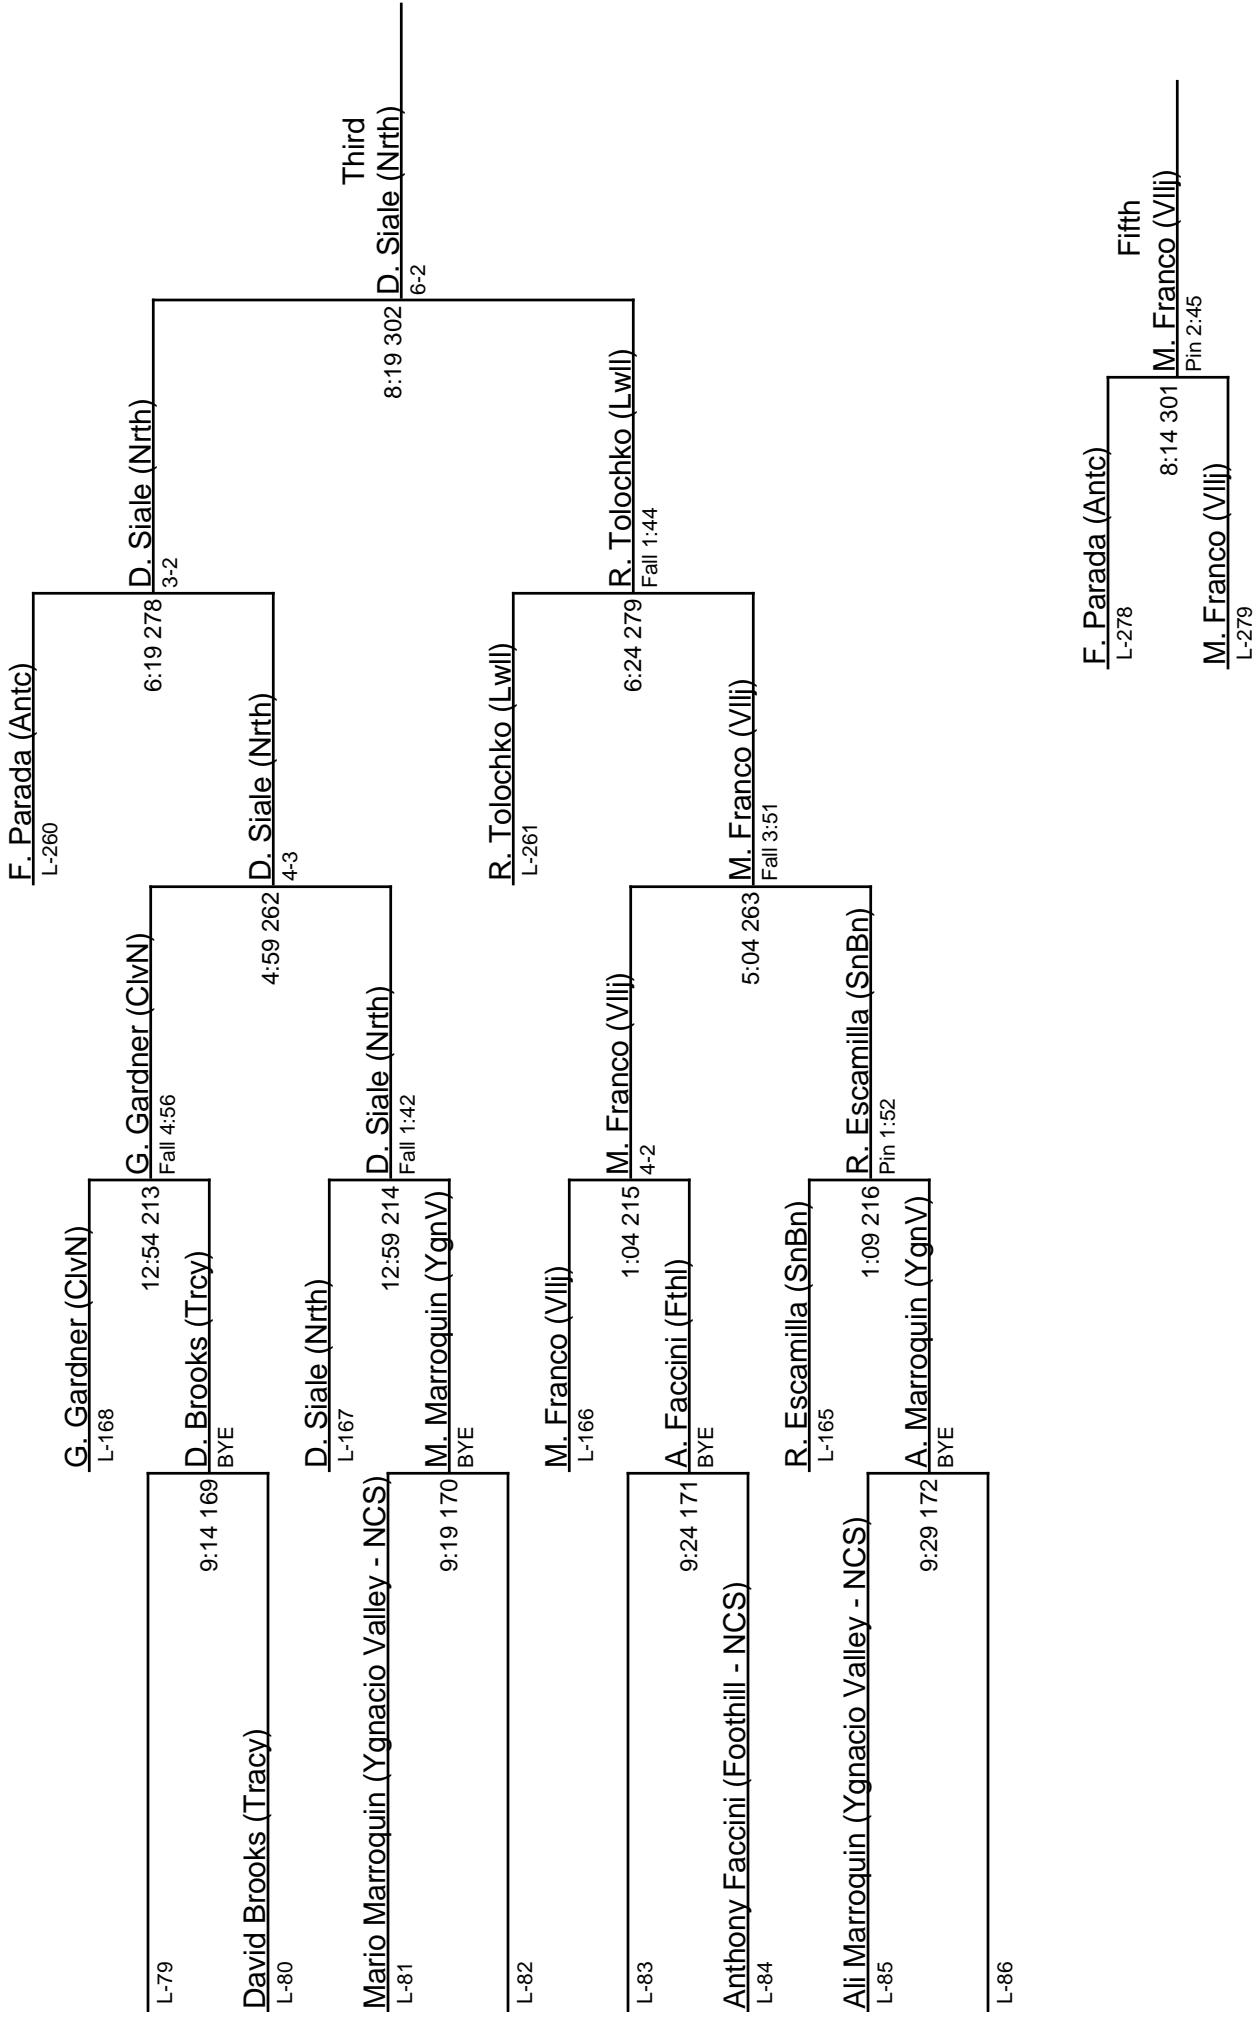 L-79
David Brooks (Tracy)
L-80
Mario Marroquin (Ygnacio Valley - NCS)
L-81
L-82
L-83
Anthony Faccini (Foothill - NCS)
L-84
Ali Marroquin (Ygnacio Valley - NCS)
L-85
L-86
G. Gardner (ClvN)
L-168
9:14 169
D. Brooks (Trcy)
BYE
D. Siale (Nrth)
L-167
9:19 170
M. Marroquin (YgnV)
BYE
M. Franco (Vllj)
L-166
9:24 171
A. Faccini (Fthl)
BYE
R. Escamilla (SnBn)
L-165
9:29 172
A. Marroquin (YgnV)
BYE
12:54 213
G. Gardner (ClvN)
Fall 4:56
12:59 214
D. Siale (Nrth)
Fall 1:42
1:04 215
M. Franco (Vllj)
4-2
1:09 216
R. Escamilla (SnBn)
Pin 1:52
F. Parada (Antc)
L-260
4:59 262
D. Siale (Nrth)
4-3
R. Tolochko (Lwll)
L-261
5:04 263
M. Franco (Vllj)
Fall 3:51
6:19 278
D. Siale (Nrth)
3-2
6:24 279
R. Tolochko (Lwll)
Fall 1:44
8:19 302
Third
D. Siale (Nrth)
6-2
F. Parada (Antc)
L-278
M. Franco (Vllj)
L-279
8:14 301
Fifth
M. Franco (Vllj)
Pin 2:45